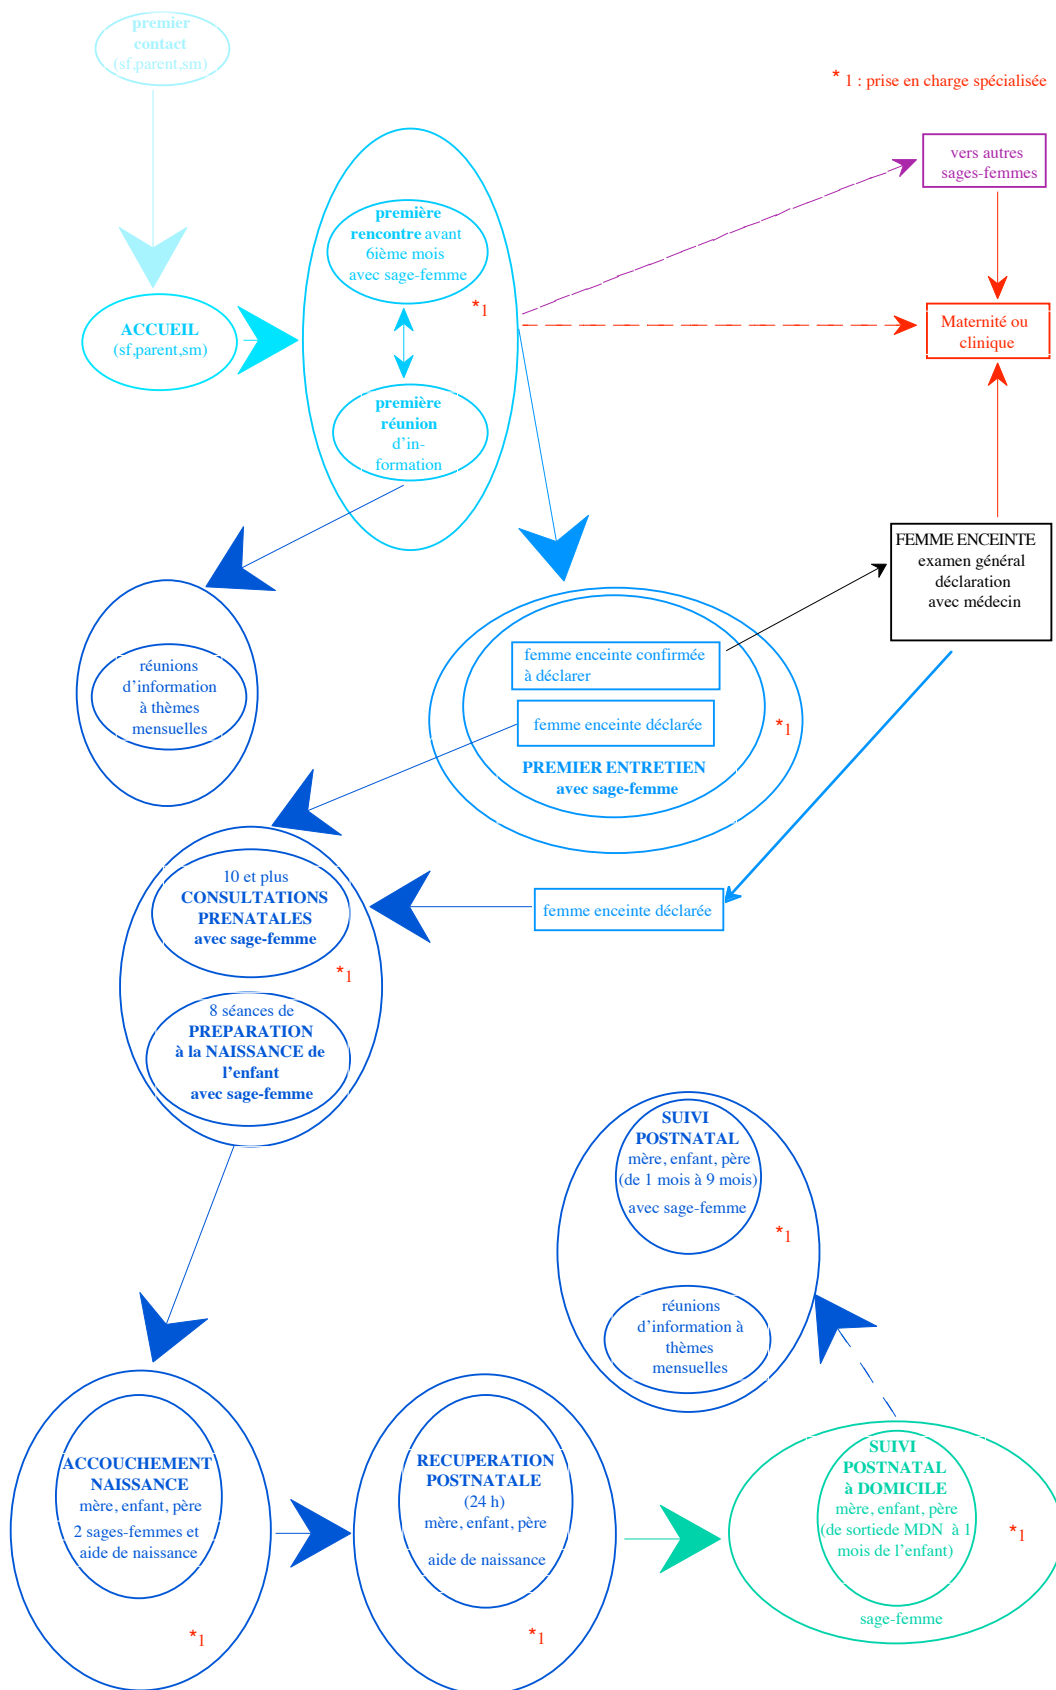 premier
contact
(sf,parent,sm)
* 1 : prise en charge spécialisée
vers autres
sages-femmes
première
rencontre avant
6ième mois
avec sage-femme
*1
ACCUEIL
(sf,parent,sm)
Maternité ou
clinique
première
réunion
d’in-
formation
FEMME ENCEINTE
examen général
déclaration
avec médecin
réunions
d’information
à thèmes
mensuelles
femme enceinte confirmée
à déclarer
femme enceinte déclarée
*1
PREMIER ENTRETIEN
avec sage-femme
10 et plus
CONSULTATIONS
PRENATALES
avec sage-femme
femme enceinte déclarée
*1
8 séances de
PREPARATION
à la NAISSANCE de
l’enfant
avec sage-femme
SUIVI
POSTNATAL
mère, enfant, père
(de 1 mois à 9 mois)
avec sage-femme
*1
réunions
d’information à
thèmes
mensuelles
ACCOUCHEMENT
NAISSANCE
mère, enfant, père
2 sages-femmes et
aide de naissance
*1
RECUPERATION
POSTNATALE
(24 h)
mère, enfant, père
aide de naissance
*1
SUIVI
POSTNATAL
à DOMICILE
mère, enfant, père
(de sortiede MDN à 1
mois de l’enfant)
*1
sage-femme